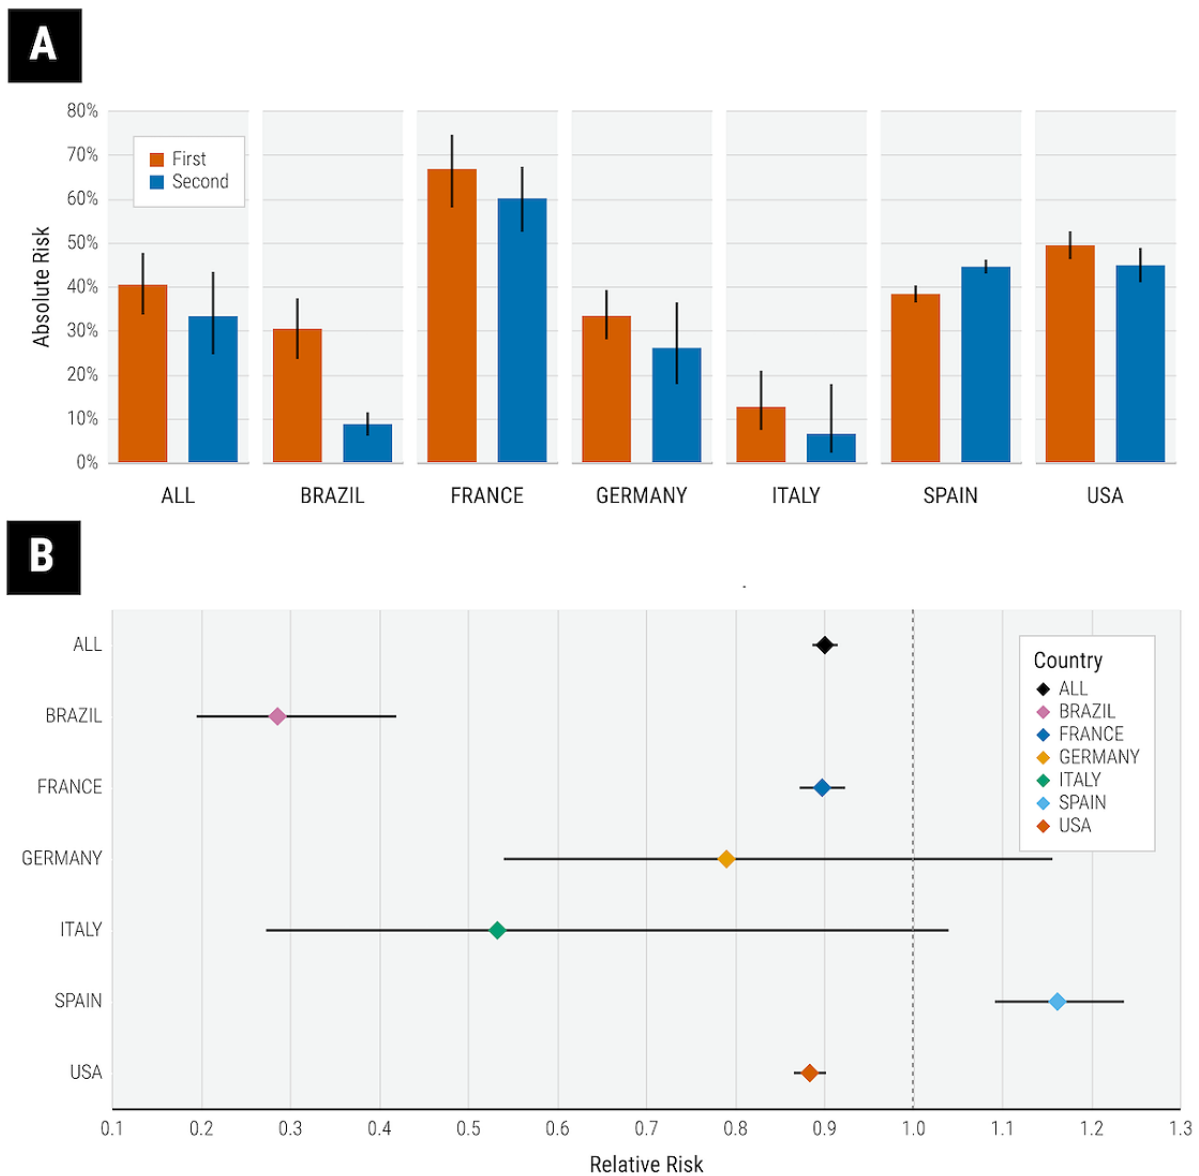 A
80%
70%
60%
50%
40%
30%
20%
10%
0%
Absolute Risk
First
Second
ALL BRAZIL FRANCE GERMANY ITALY SPAIN USA
B
ALL
BRAZIL
FRANCE
GERMANY
ITALY
SPAIN
USA
Country
ALL
BRAZIL
FRANCE
GERMANY
ITALY
SPAIN
USA
0.1 0.2 0.3 0.4 0.5 0.6 0.7 0.8 0.9 1.0 1.1 1.2 1.3
Relative Risk